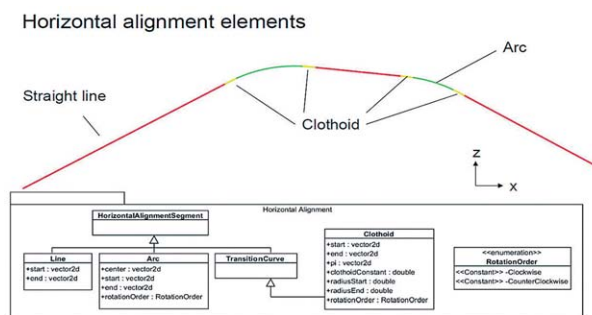 Horizontal alignment elements
Arc
Straight line
Clothoid
z
x
Horizontal Alignment
HorizontalAlignmentSegment
Line
+start : vector2d
+end : vector2d
Arc
+center : vector2d
+start : vector2d
+end : vector2d
+rotationOrder : RotationOrder
TransitionCurve
Clothoid
+start : vector2d
+end : vector2d
+pi : vector2d
+clothoidConstant : double
+radiusStart : double
+radiusEnd : double
+rotationOrder : RotationOrder
<<enumeration>>
RotationOrder
<<Constant>> -Clockwise
<<Constant>> -CounterClockwise